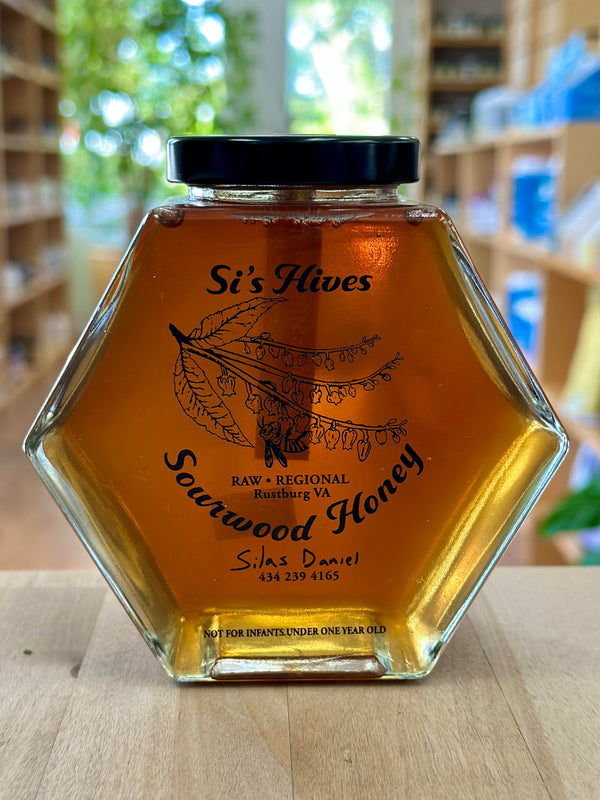 Si's Hives
RAW • REGIONAL
Rustburg VA
Sourwood Honey
Silas Daniel
434 239 4165
NOT FOR INFANTS UNDER ONE YEAR OLD